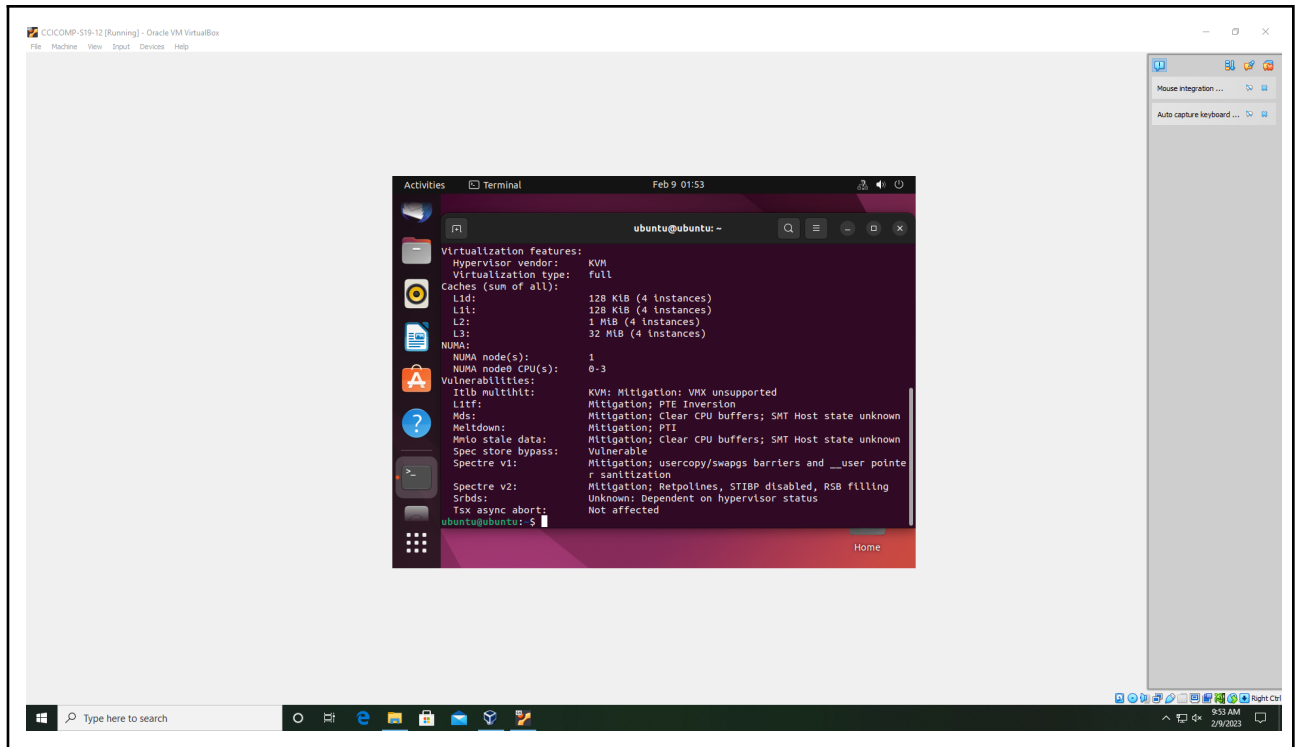 CCICOMP-S19-12 [Running] - Oracle VM VirtualBox
File Machine View Input Devices Help
Mouse integration ...
Auto capture keyboard ...
Activities Terminal Feb 9 01:53
ubuntu@ubuntu: ~
Virtualization features:
Hypervisor vendor: KVM
Virtualization type: full
Caches (sum of all):
L1d: 128 KiB (4 instances)
L1i: 128 KiB (4 instances)
L2: 1 MiB (4 instances)
L3: 32 MiB (4 instances)
NUMA:
NUMA node(s): 1
NUMA node0 CPU(s): 0-3
Vulnerabilities:
Itlb multihit: KVM: Mitigation: VMX unsupported
L1tf: Mitigation; PTE Inversion
Mds: Mitigation; Clear CPU buffers; SMT Host state unknown
Meltdown: Mitigation; PTI
Mmio stale data: Mitigation; Clear CPU buffers; SMT Host state unknown
Spec store bypass: Vulnerable
Spectre v1: Mitigation; usercopy/swapgs barriers and __user pointe
r sanitization
Spectre v2: Mitigation; Retpolines, STIBP disabled, RSB filling
Srbds: Unknown: Dependent on hypervisor status
Tsx async abort: Not affected
ubuntu@ubuntu:~$
Home
Right Ctrl
Type here to search
9:53 AM
2/9/2023